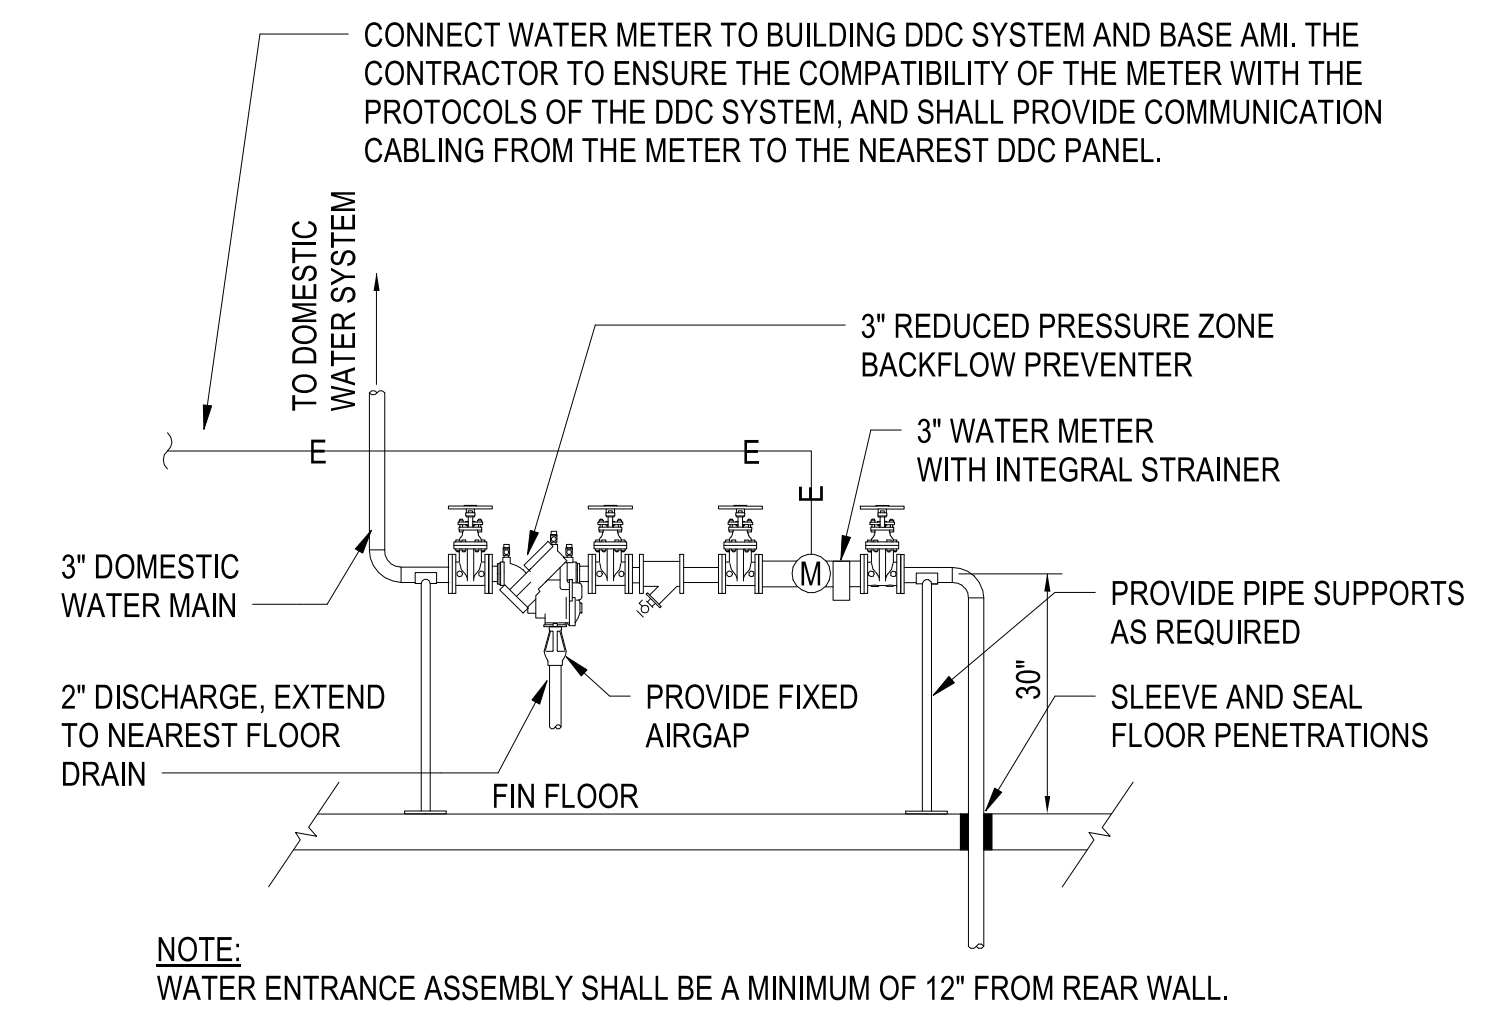 CONNECT WATER METER TO BUILDING DDC SYSTEM AND BASE AMI. THE
CONTRACTOR TO ENSURE THE COMPATIBILITY OF THE METER WITH THE
PROTOCOLS OF THE DDC SYSTEM, AND SHALL PROVIDE COMMUNICATION
CABLING FROM THE METER TO THE NEAREST DDC PANEL.
TO DOMESTIC
WATER SYSTEM
3" REDUCED PRESSURE ZONE
BACKFLOW PREVENTER
3" WATER METER
WITH INTEGRAL STRAINER
E
E
E
M
3" DOMESTIC
WATER MAIN
PROVIDE PIPE SUPPORTS
AS REQUIRED
30"
2" DISCHARGE, EXTEND
TO NEAREST FLOOR
DRAIN
PROVIDE FIXED
AIRGAP
SLEEVE AND SEAL
FLOOR PENETRATIONS
FIN FLOOR
NOTE:
WATER ENTRANCE ASSEMBLY SHALL BE A MINIMUM OF 12" FROM REAR WALL.